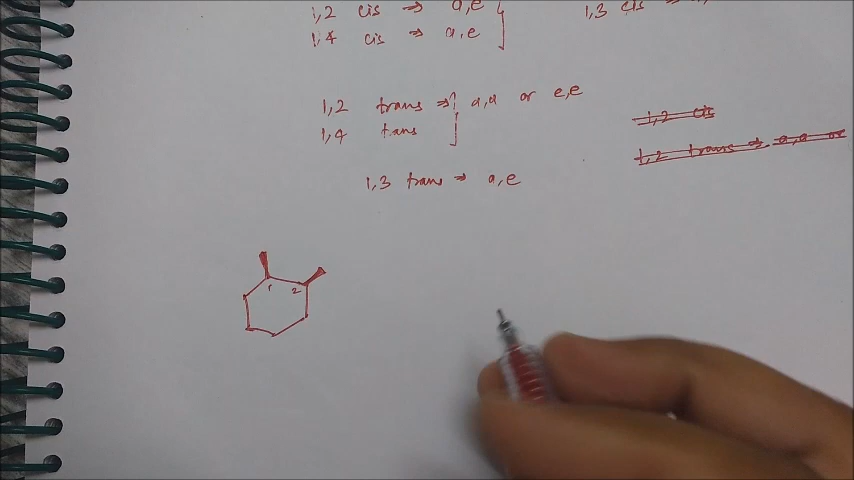 1,2 cis ⇒ a,e
1,4 cis ⇒ a,e
1,3 cis ⇒
1,2 trans ⇒ a,a or e,e
1,4 trans
1,3 trans ⇒ a,e
1,2 cis
1,2 trans ⇒ a,a or
1 2